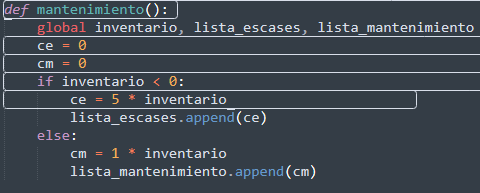 def mantenimiento():
    global inventario, lista_escases, lista_mantenimiento
    ce = 0
    cm = 0
    if inventario < 0:
        ce = 5 * inventario
        lista_escases.append(ce)
    else:
        cm = 1 * inventario
        lista_mantenimiento.append(cm)